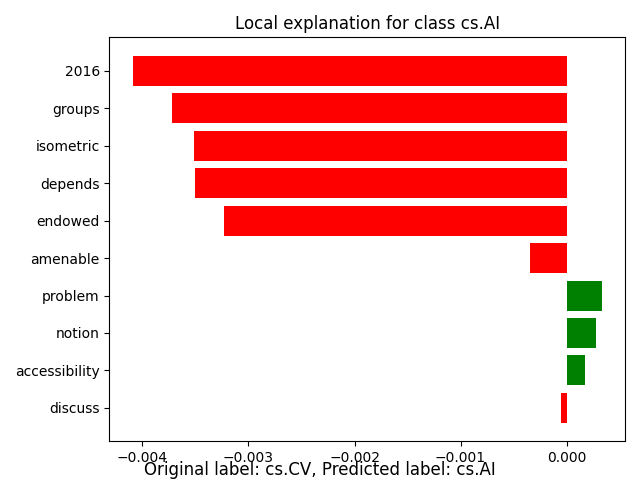 Local explanation for class cs.AI
2016
groups
isometric
depends
endowed
amenable
problem
notion
accessibility
discuss
−0.004 −0.003 −0.002 −0.001 0.000
Original label: cs.CV, Predicted label: cs.AI